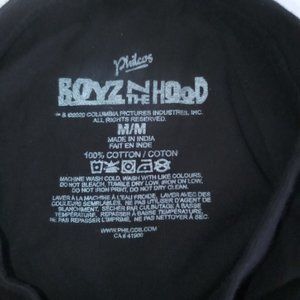 Philcos
BOYZ N THE HOOD
™ & ©2020 COLUMBIA PICTURES INDUSTRIES, INC.
ALL RIGHTS RESERVED.
M/M
MADE IN INDIA
FAIT EN INDE
100% COTTON / COTON
MACHINE WASH COLD, WASH WITH LIKE COLOURS,
DO NOT BLEACH, TUMBLE DRY LOW, IRON ON LOW,
DO NOT IRON PRINT, DO NOT DRY CLEAN.
LAVER À LA MACHINE À L'EAU FROIDE, LAVER AVEC DES
COULEURS SEMBLABLES, NE PAS UTILISER D'AGENT DE
BLANCHIMENT, SÉCHER PAR CULBUTAGE À BASSE
TEMPÉRATURE, REPASSER À BASSE TEMPÉRATURE,
NE PAS REPASSER L'IMPRIMÉ, NE PAS NETTOYER À SEC.
WWW.PHILCOS.COM
CA# 41900